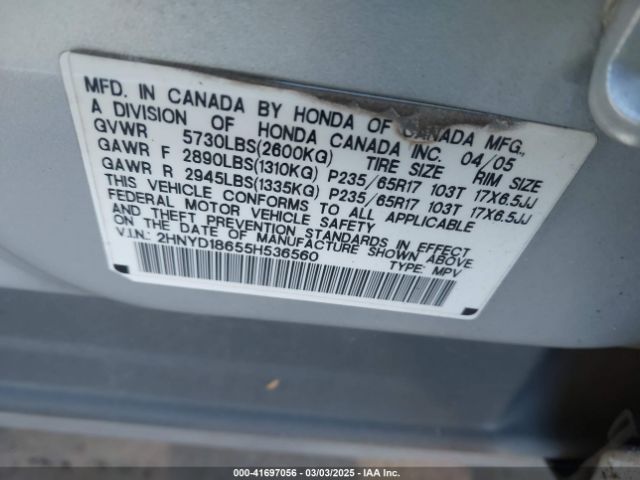 MFD. IN CANADA BY HONDA OF CANADA MFG.,
A DIVISION OF HONDA CANADA INC. 04/05
GVWR 5730LBS(2600KG) TIRE SIZE RIM SIZE
GAWR F 2890LBS(1310KG) P235/65R17 103T 17X6.5JJ
GAWR R 2945LBS(1335KG) P235/65R17 103T 17X6.5JJ
THIS VEHICLE CONFORMS TO ALL APPLICABLE
FEDERAL MOTOR VEHICLE SAFETY
AND THEFT PREVENTION STANDARDS IN EFFECT
ON THE DATE OF MANUFACTURE SHOWN ABOVE.
V.I.N.: 2HNYD18655H536560 TYPE: MPV
000-41697056 — 03/03/2025 — IAA Inc.